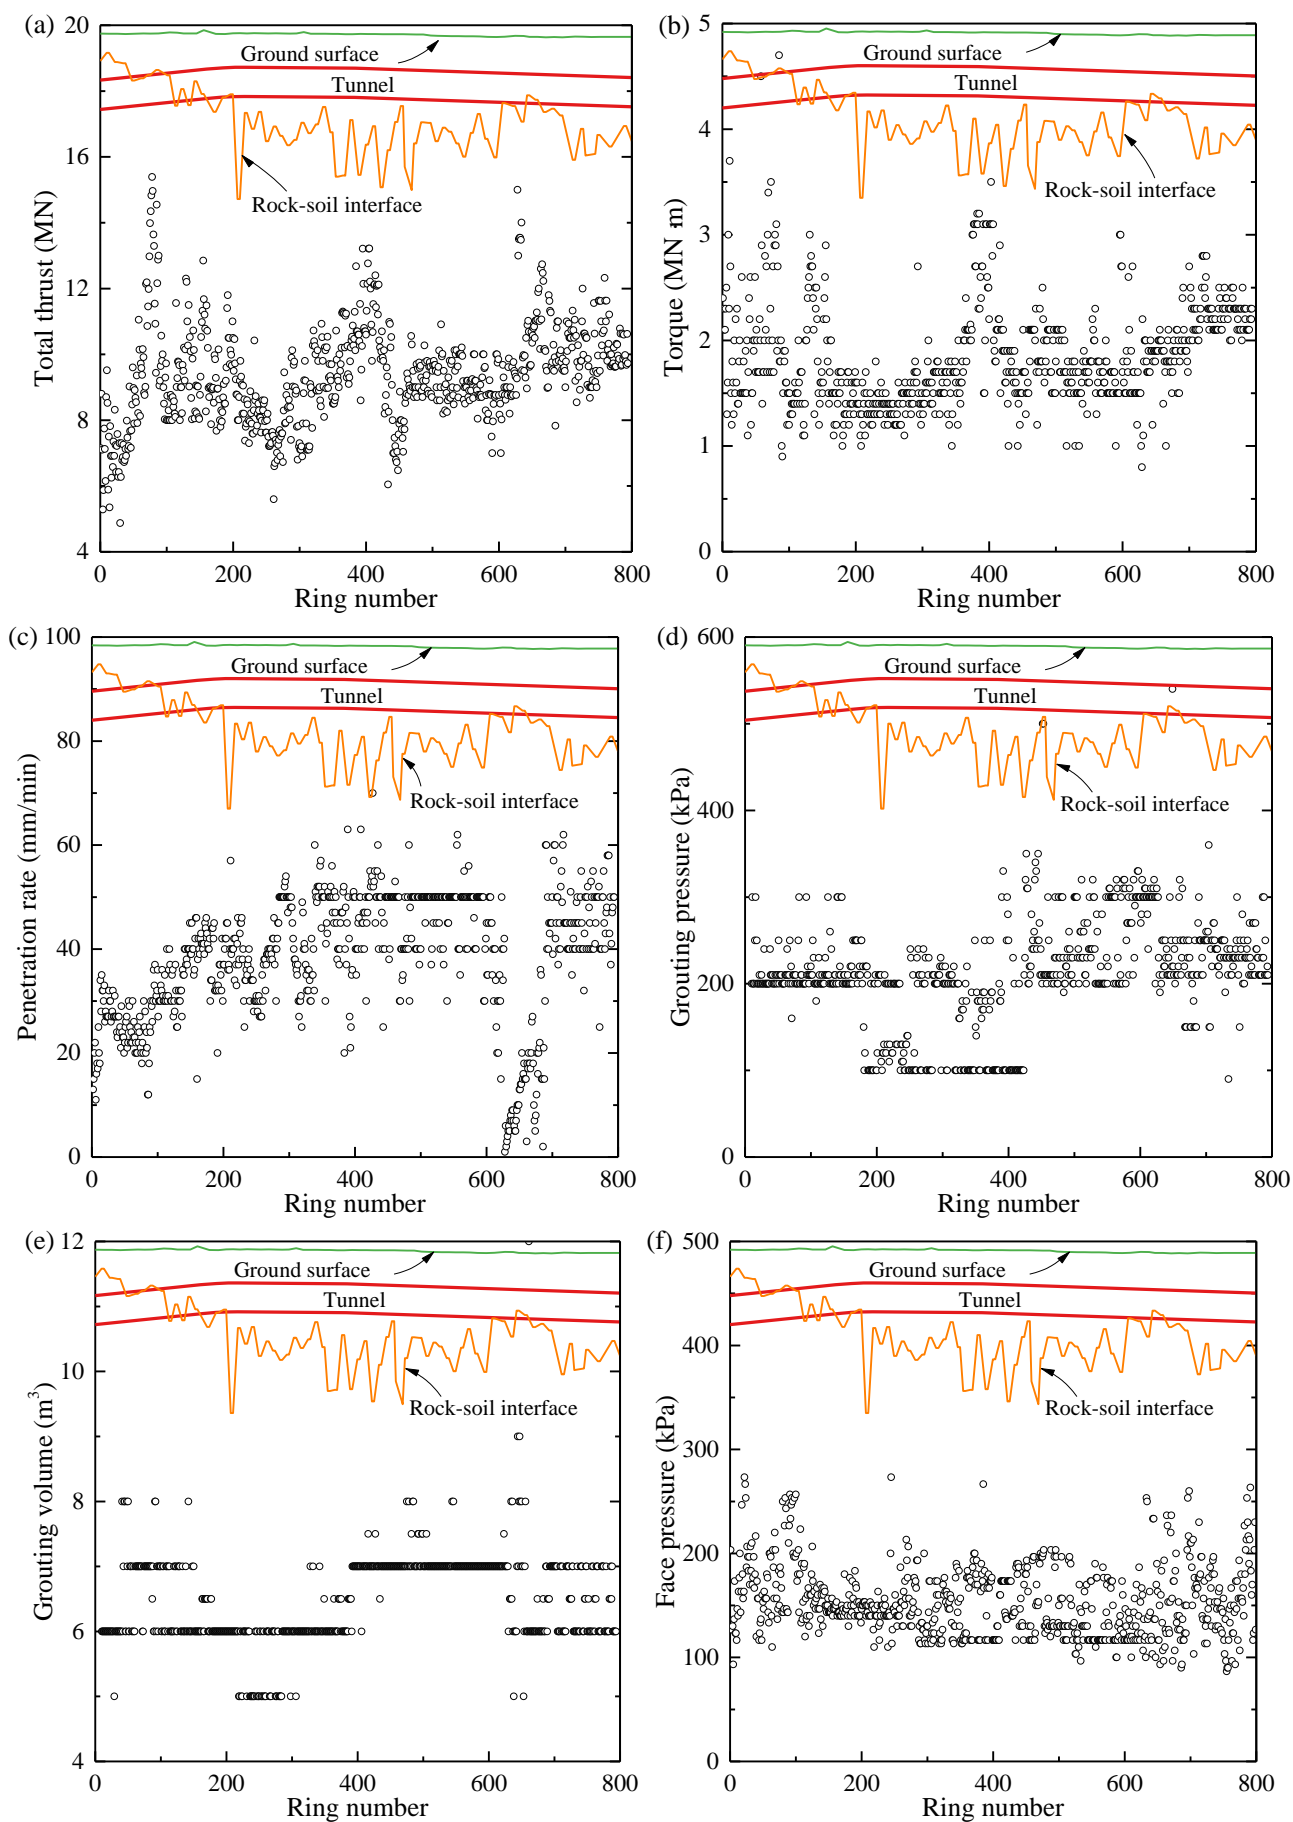 (a)
20
16
12
8
4
Total thrust (MN)
Ground surface
Tunnel
Rock-soil interface
0 200 400 600 800
Ring number
(b)
5
4
3
2
1
0
Torque (MN·m)
Ground surface
Tunnel
Rock-soil interface
0 200 400 600 800
Ring number
(c)
100
80
60
40
20
0
Penetration rate (mm/min)
Ground surface
Tunnel
Rock-soil interface
0 200 400 600 800
Ring number
(d)
600
500
400
300
200
100
0
Grouting pressure (kPa)
Ground surface
Tunnel
Rock-soil interface
0 200 400 600 800
Ring number
(e)
12
10
8
6
4
Grouting volume (m³)
Ground surface
Tunnel
Rock-soil interface
0 200 400 600 800
Ring number
(f)
500
400
300
200
100
0
Face pressure (kPa)
Ground surface
Tunnel
Rock-soil interface
0 200 400 600 800
Ring number